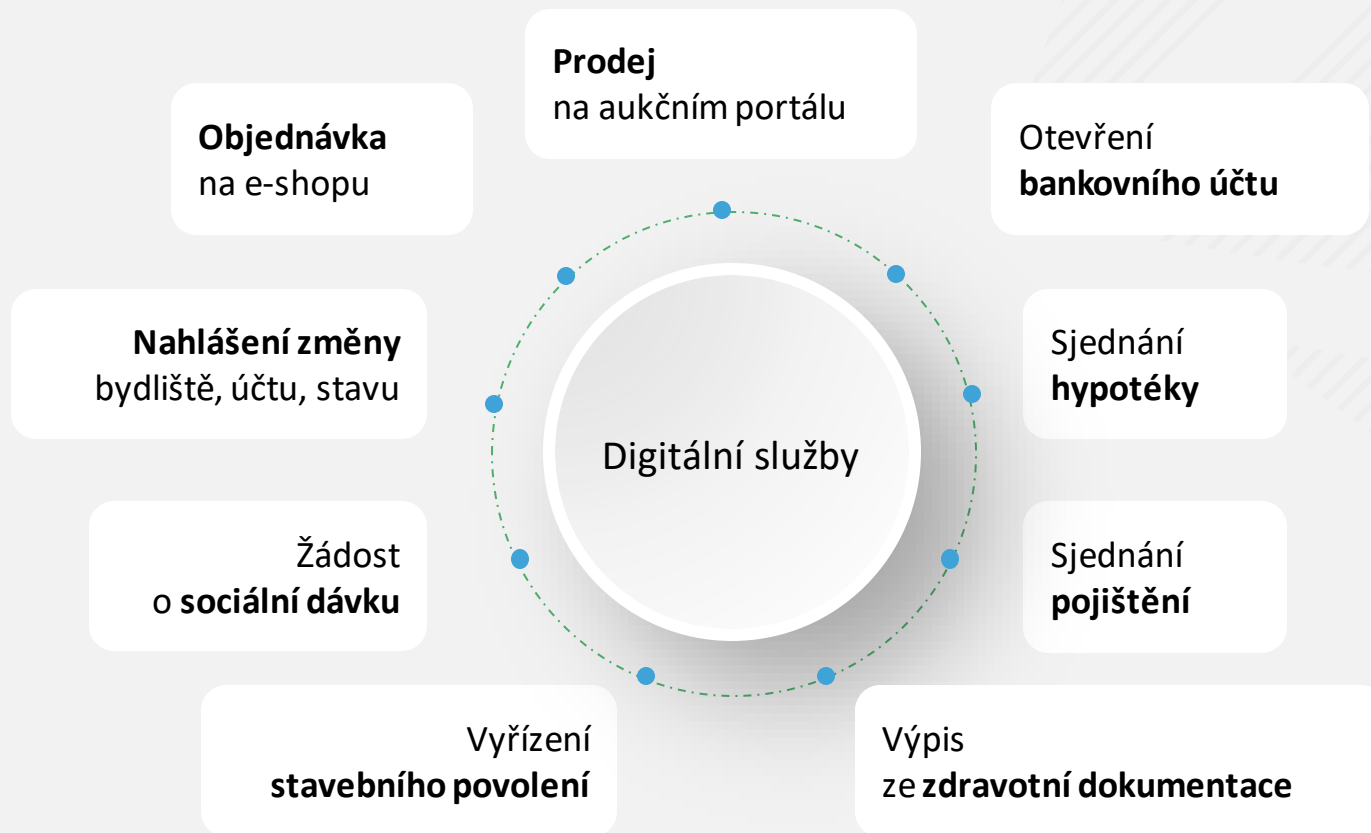 Prodej
na aukčním portálu
Objednávka
na e-shopu
Otevření
bankovního účtu
Nahlášení změny
bydliště, účtu, stavu
Sjednání
hypotéky
Digitální služby
Žádost
o sociální dávku
Sjednání
pojištění
Vyřízení
stavebního povolení
Výpis
ze zdravotní dokumentace